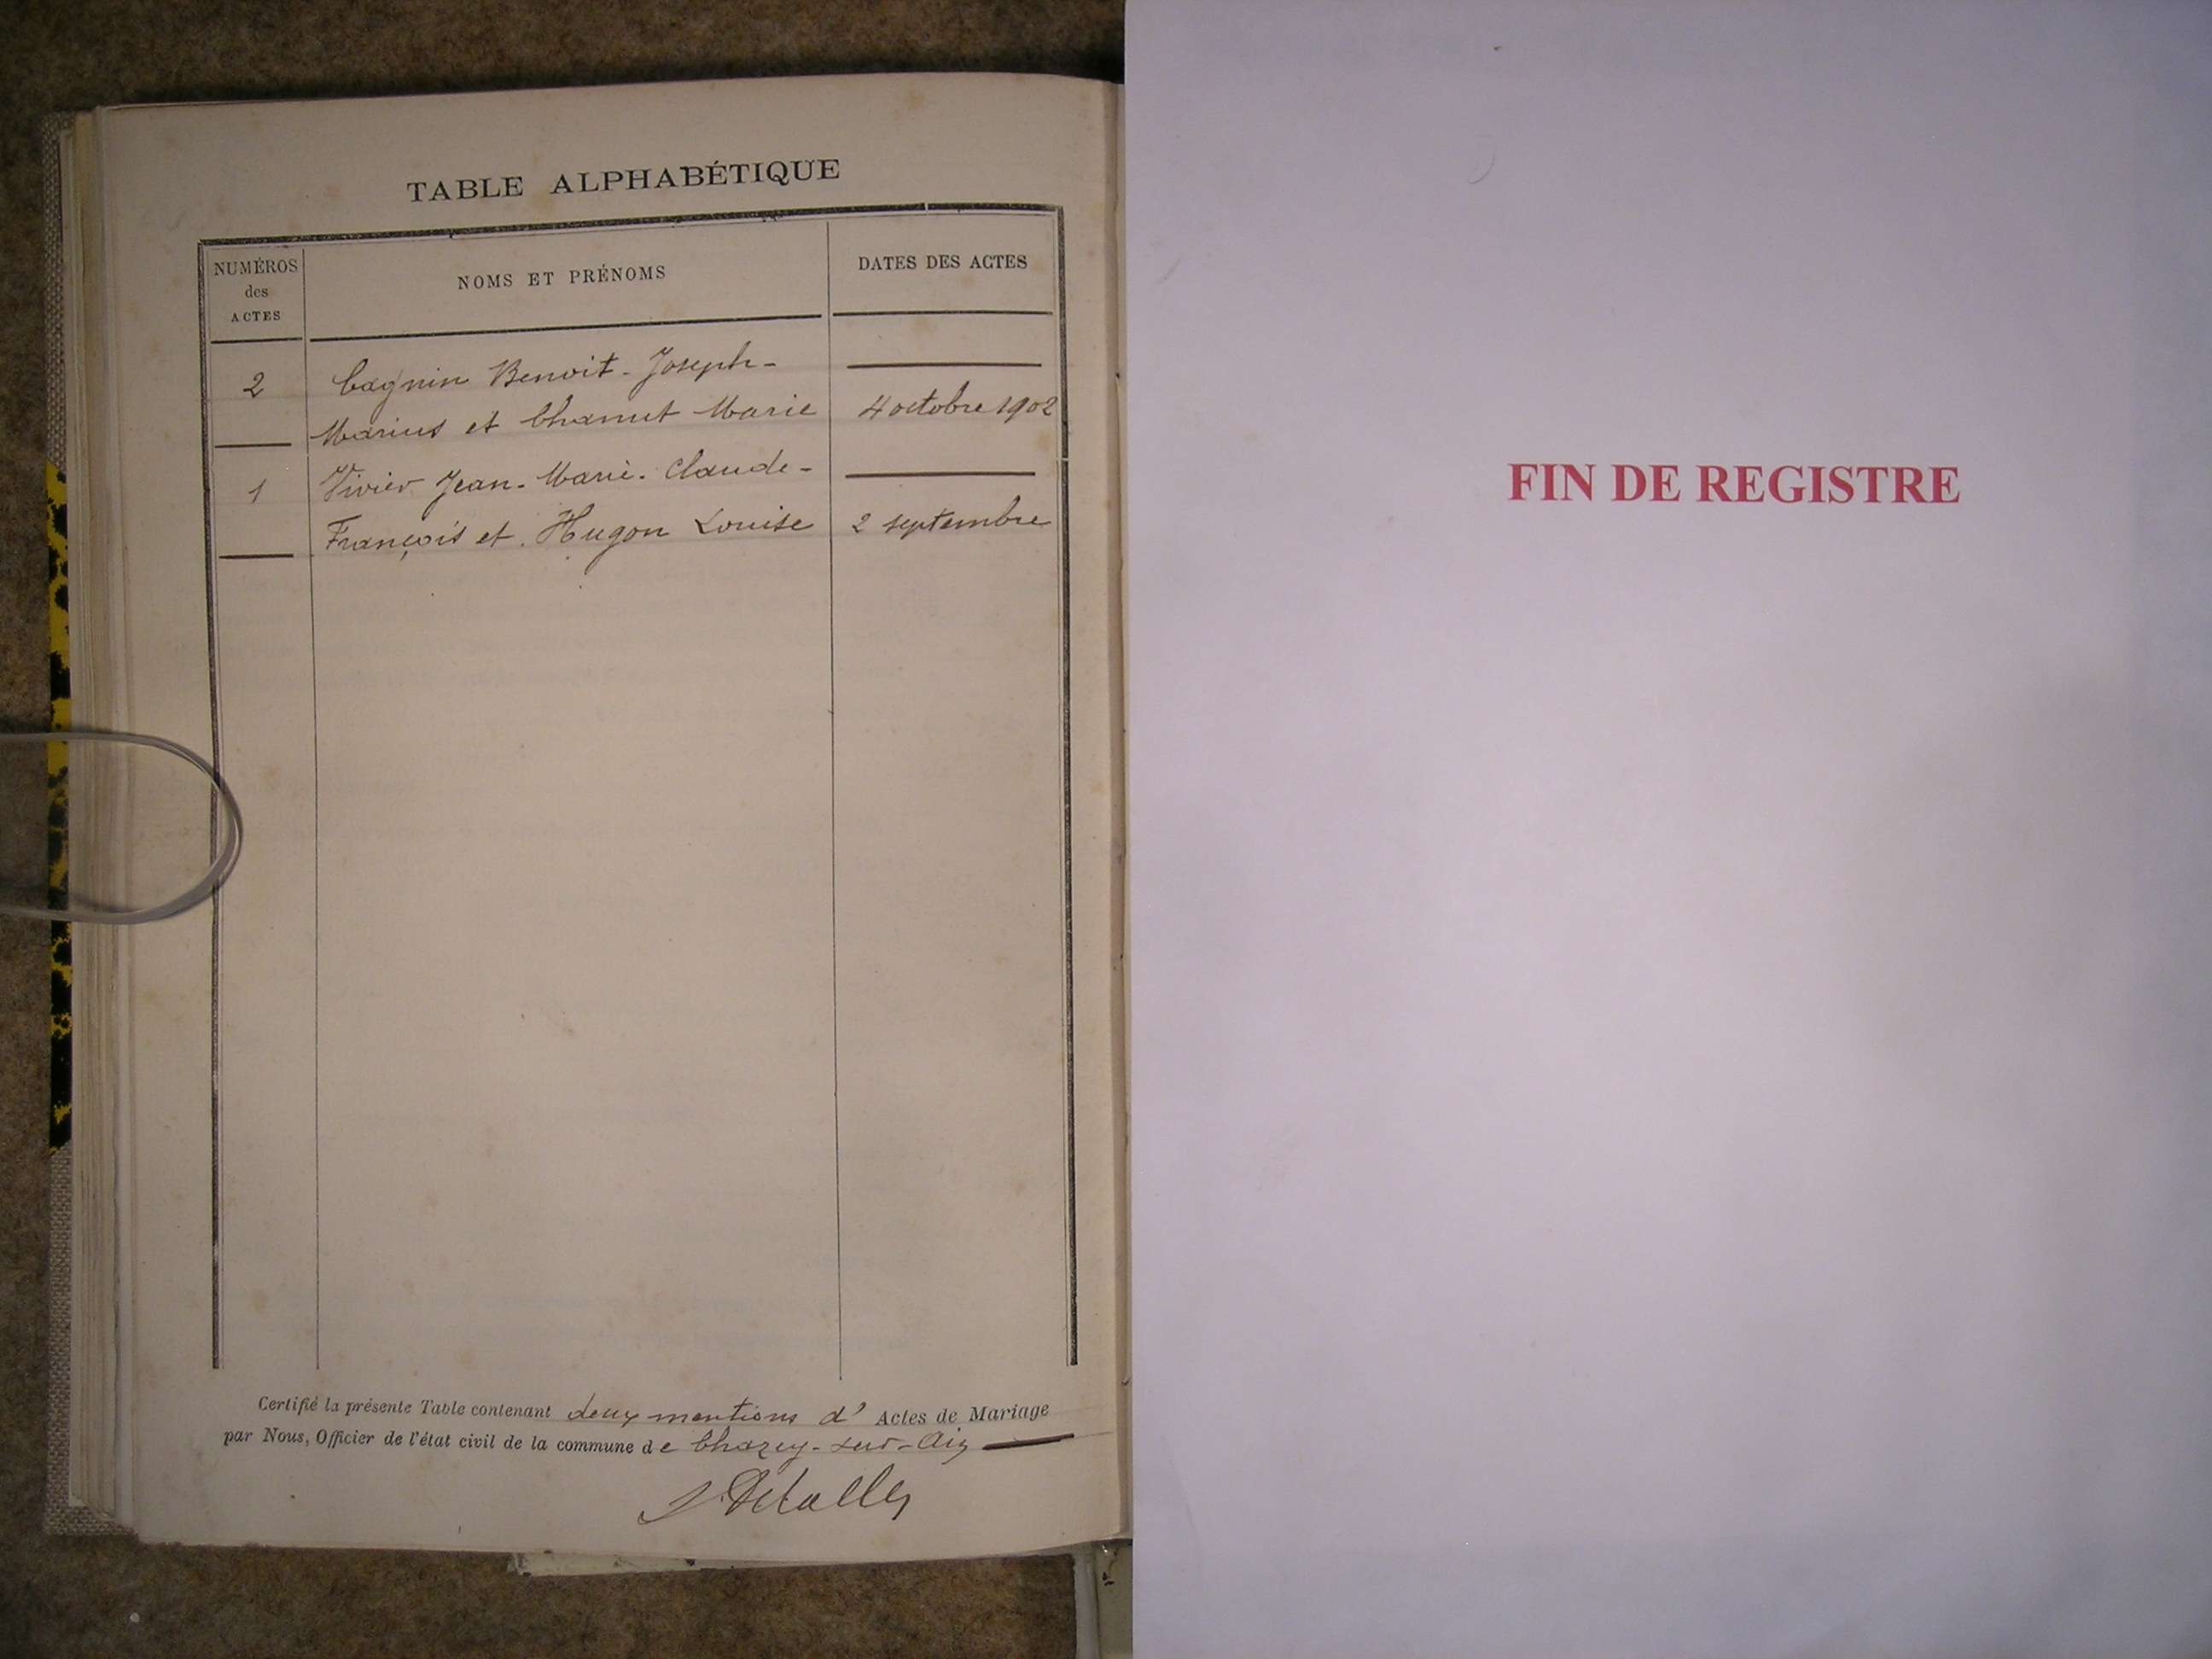 TABLE ALPHABÉTIQUE
NUMÉROS
des
ACTES
NOMS ET PRÉNOMS
DATES DES ACTES
2 Cagnin Benoit-Joseph-
Marius et Chanut Marie 4 octobre 1902
1 Vivier Jean-Marie-Claude-
François et Hugon Louise 2 septembre
Certifié la présente Table contenant deux mentions d' Actes de Mariage
par Nous, Officier de l'état civil de la commune de Chazey-sur-Ain
FIN DE REGISTRE